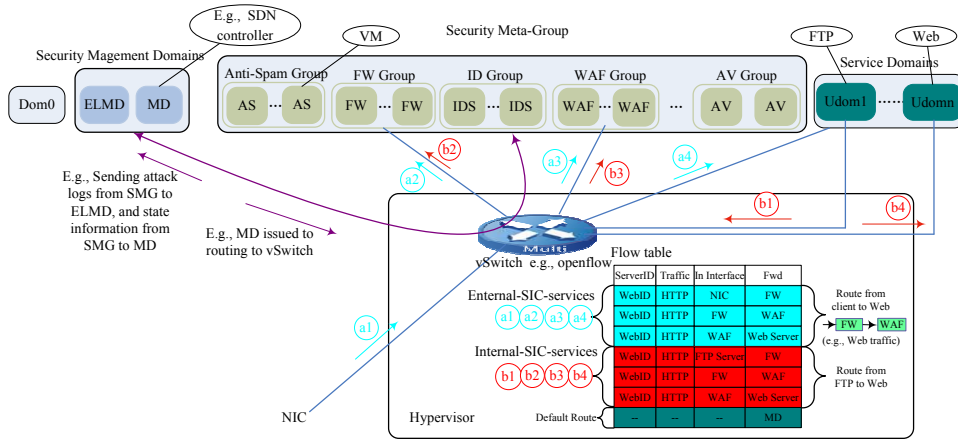 E.g., SDN
controller
VM
Security Meta-Group
FTP
Web
Security Magement Domains
Service Domains
Anti-Spam Group
FW Group
ID Group
WAF Group
AV Group
Dom0
ELMD
MD
AS
...
AS
FW
...
FW
IDS
...
IDS
WAF
...
WAF
...
AV
AV
Udom1
......
Udomn
b2
a2
a3
b3
a4
b1
b4
E.g., Sending attack
logs from SMG to
ELMD, and state
information from
SMG to MD
E.g., MD issued to
routing to vSwitch
Multi
vSwitch e.g., openflow
Flow table
ServerID Traffic In Interface Fwd
WebID HTTP NIC FW
WebID HTTP FW WAF
WebID HTTP WAF Web Server
WebID HTTP FTP Server FW
WebID HTTP FW WAF
WebID HTTP WAF Web Server
-- -- -- MD
Enternal-SIC-services
a1 a2 a3 a4
Internal-SIC-services
b1 b2 b3 b4
Default Route
Route from
client to Web
FW WAF
(e.g., Web traffic)
Route from
FTP to Web
a1
NIC
Hypervisor